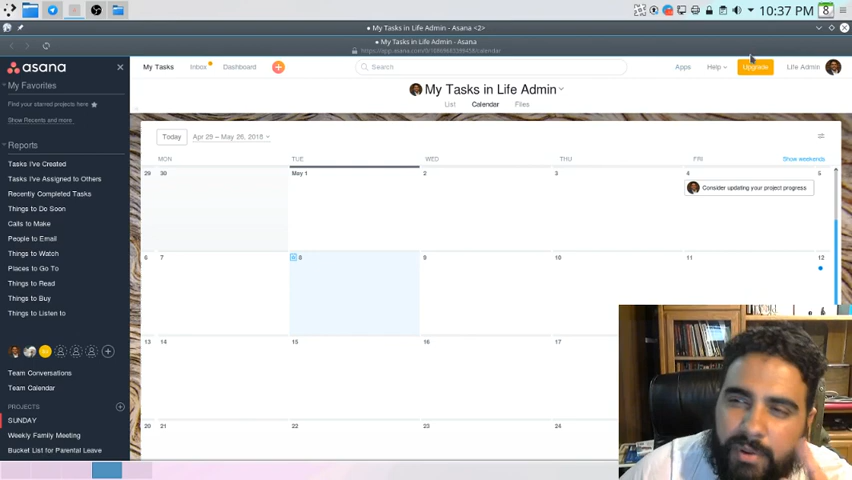 10:37 PM
8
• My Tasks in Life Admin - Asana <2>
• My Tasks in Life Admin - Asana
asana
My Tasks
Inbox
Dashboard
Search
Apps
Help
Upgrade
Life Admin
My Favorites
Find your starred projects here ★
Show Recents and more
My Tasks in Life Admin
List
Calendar
Files
Reports
Tasks I've Created
Tasks I've Assigned to Others
Recently Completed Tasks
Things to Do Soon
Calls to Make
People to Email
Things to Watch
Places to Go To
Things to Read
Things to Buy
Things to Listen to
Team Conversations
Team Calendar
PROJECTS
SUNDAY
Weekly Family Meeting
Bucket List for Parental Leave
Today
Apr 29 – May 26, 2018
MON
TUE
WED
THU
FRI
Show weekends
29
30
May 1
2
3
4
5
Consider updating your project progress
6
7
8
9
10
11
12
13
14
15
16
17
20
21
22
23
24